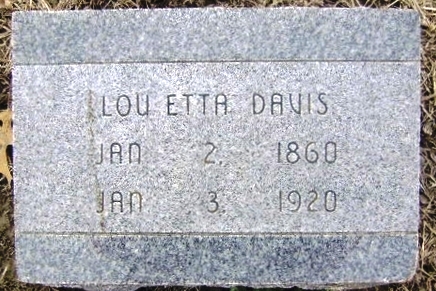 LOU ETTA DAVIS
JAN 2, 1860
JAN 3, 1920